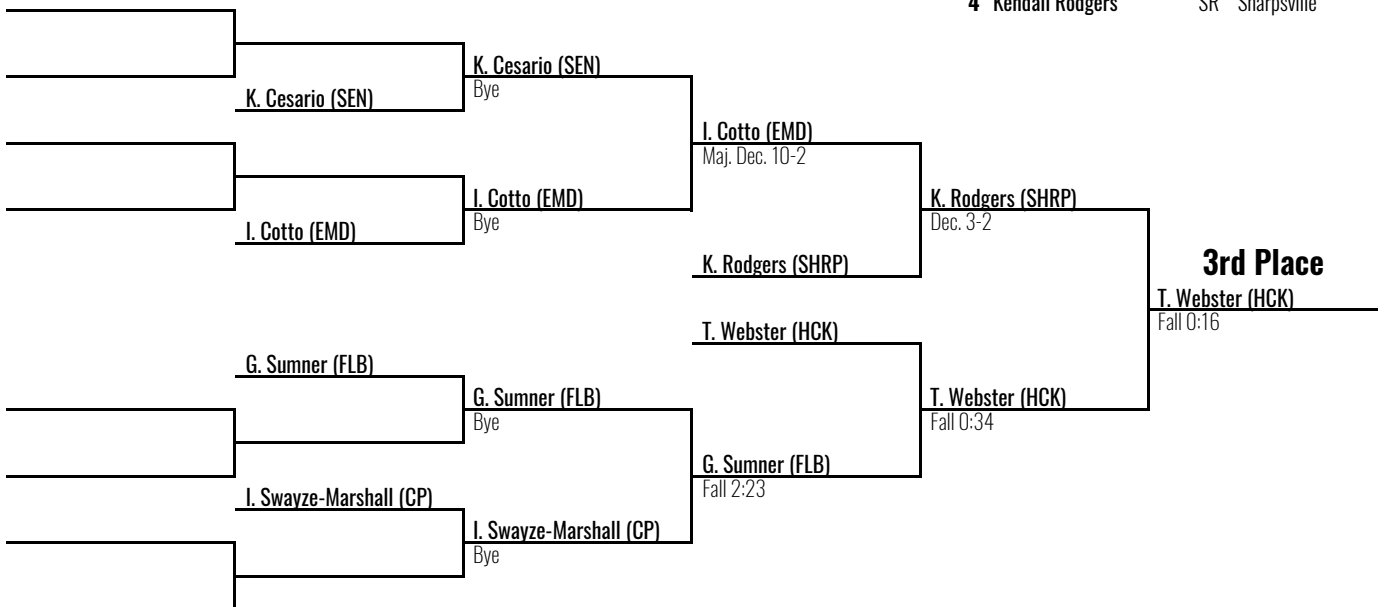 4 Kendall Rodgers SR Sharpsville
K. Cesario (SEN)
Bye
K. Cesario (SEN)
I. Cotto (EMD)
Maj. Dec. 10-2
I. Cotto (EMD)
Bye
K. Rodgers (SHRP)
Dec. 3-2
I. Cotto (EMD)
K. Rodgers (SHRP)
3rd Place
T. Webster (HCK)
Fall 0:16
T. Webster (HCK)
G. Sumner (FLB)
G. Sumner (FLB)
Bye
T. Webster (HCK)
Fall 0:34
G. Sumner (FLB)
Fall 2:23
I. Swayze-Marshall (CP)
I. Swayze-Marshall (CP)
Bye